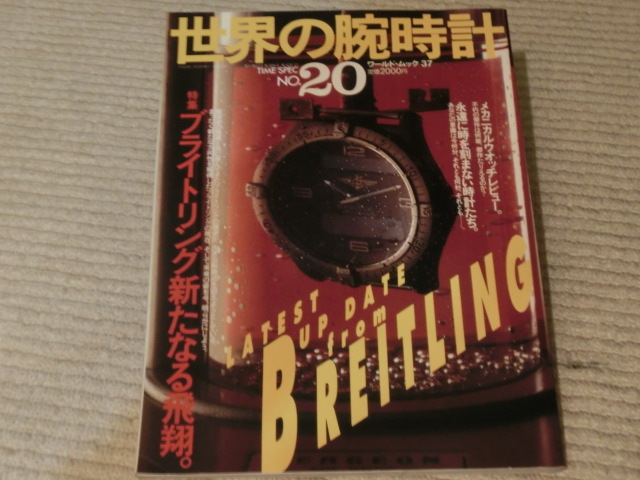 世界の腕時計
TIME SPEC
NO.20
ワールド・ムック 37
定価2000円
メカニカルウォッチレビュー。
永遠に時を刻まない時計たち。
特集
ブライトリング新たなる飛翔。
LATEST
UP DATE
from
BREITLING